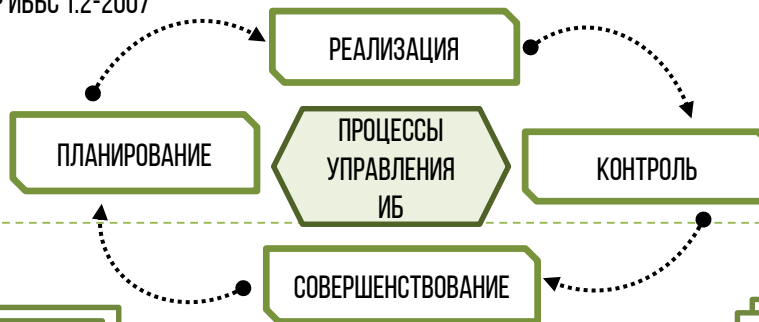 ИББС 1.2-2007
РЕАЛИЗАЦИЯ
ПРОЦЕССЫ
УПРАВЛЕНИЯ
ИБ
ПЛАНИРОВАНИЕ
КОНТРОЛЬ
СОВЕРШЕНСТВОВАНИЕ